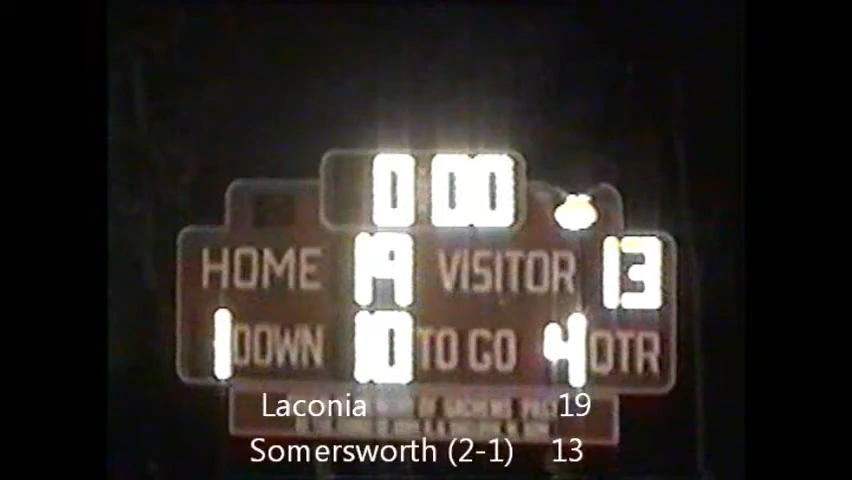 0:00
HOME 19 VISITOR 13
1 DOWN 10 TO GO 4 QTR
Laconia 19
Somersworth (2-1) 13